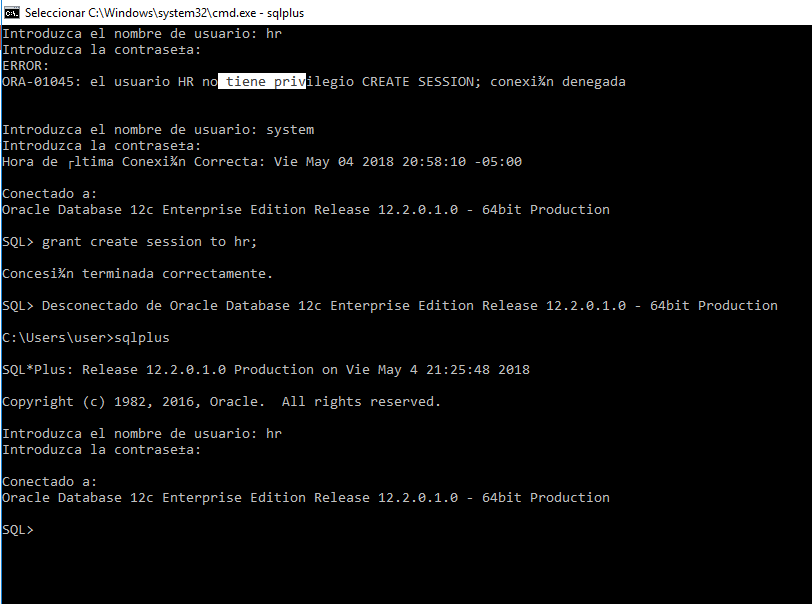 Seleccionar C:\Windows\system32\cmd.exe - sqlplus
Introduzca el nombre de usuario: hr
Introduzca la contrase±a:
ERROR:
ORA-01045: el usuario HR no tiene privilegio CREATE SESSION; conexi¾n denegada
Introduzca el nombre de usuario: system
Introduzca la contrase±a:
Hora de ┌ltima Conexi¾n Correcta: Vie May 04 2018 20:58:10 -05:00
Conectado a:
Oracle Database 12c Enterprise Edition Release 12.2.0.1.0 - 64bit Production
SQL> grant create session to hr;
Concesi¾n terminada correctamente.
SQL> Desconectado de Oracle Database 12c Enterprise Edition Release 12.2.0.1.0 - 64bit Production
C:\Users\user>sqlplus
SQL*Plus: Release 12.2.0.1.0 Production on Vie May 4 21:25:48 2018
Copyright (c) 1982, 2016, Oracle.  All rights reserved.
Introduzca el nombre de usuario: hr
Introduzca la contrase±a:
Conectado a:
Oracle Database 12c Enterprise Edition Release 12.2.0.1.0 - 64bit Production
SQL>